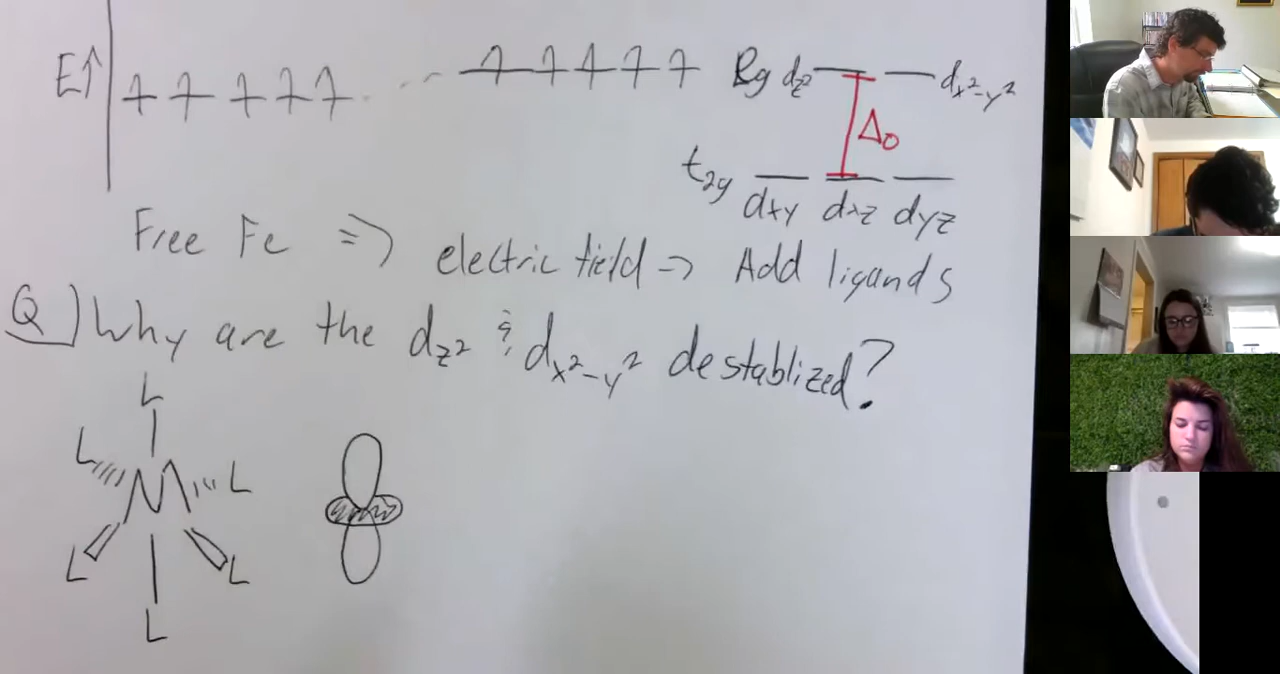 E↑
eg dz² dx²-y²
Δo
t2g
dxy dxz dyz
Free Fe => electric field -> Add ligands
Q) Why are the dz² & dx²-y² destablized?
L
L
M
L
L
L
L